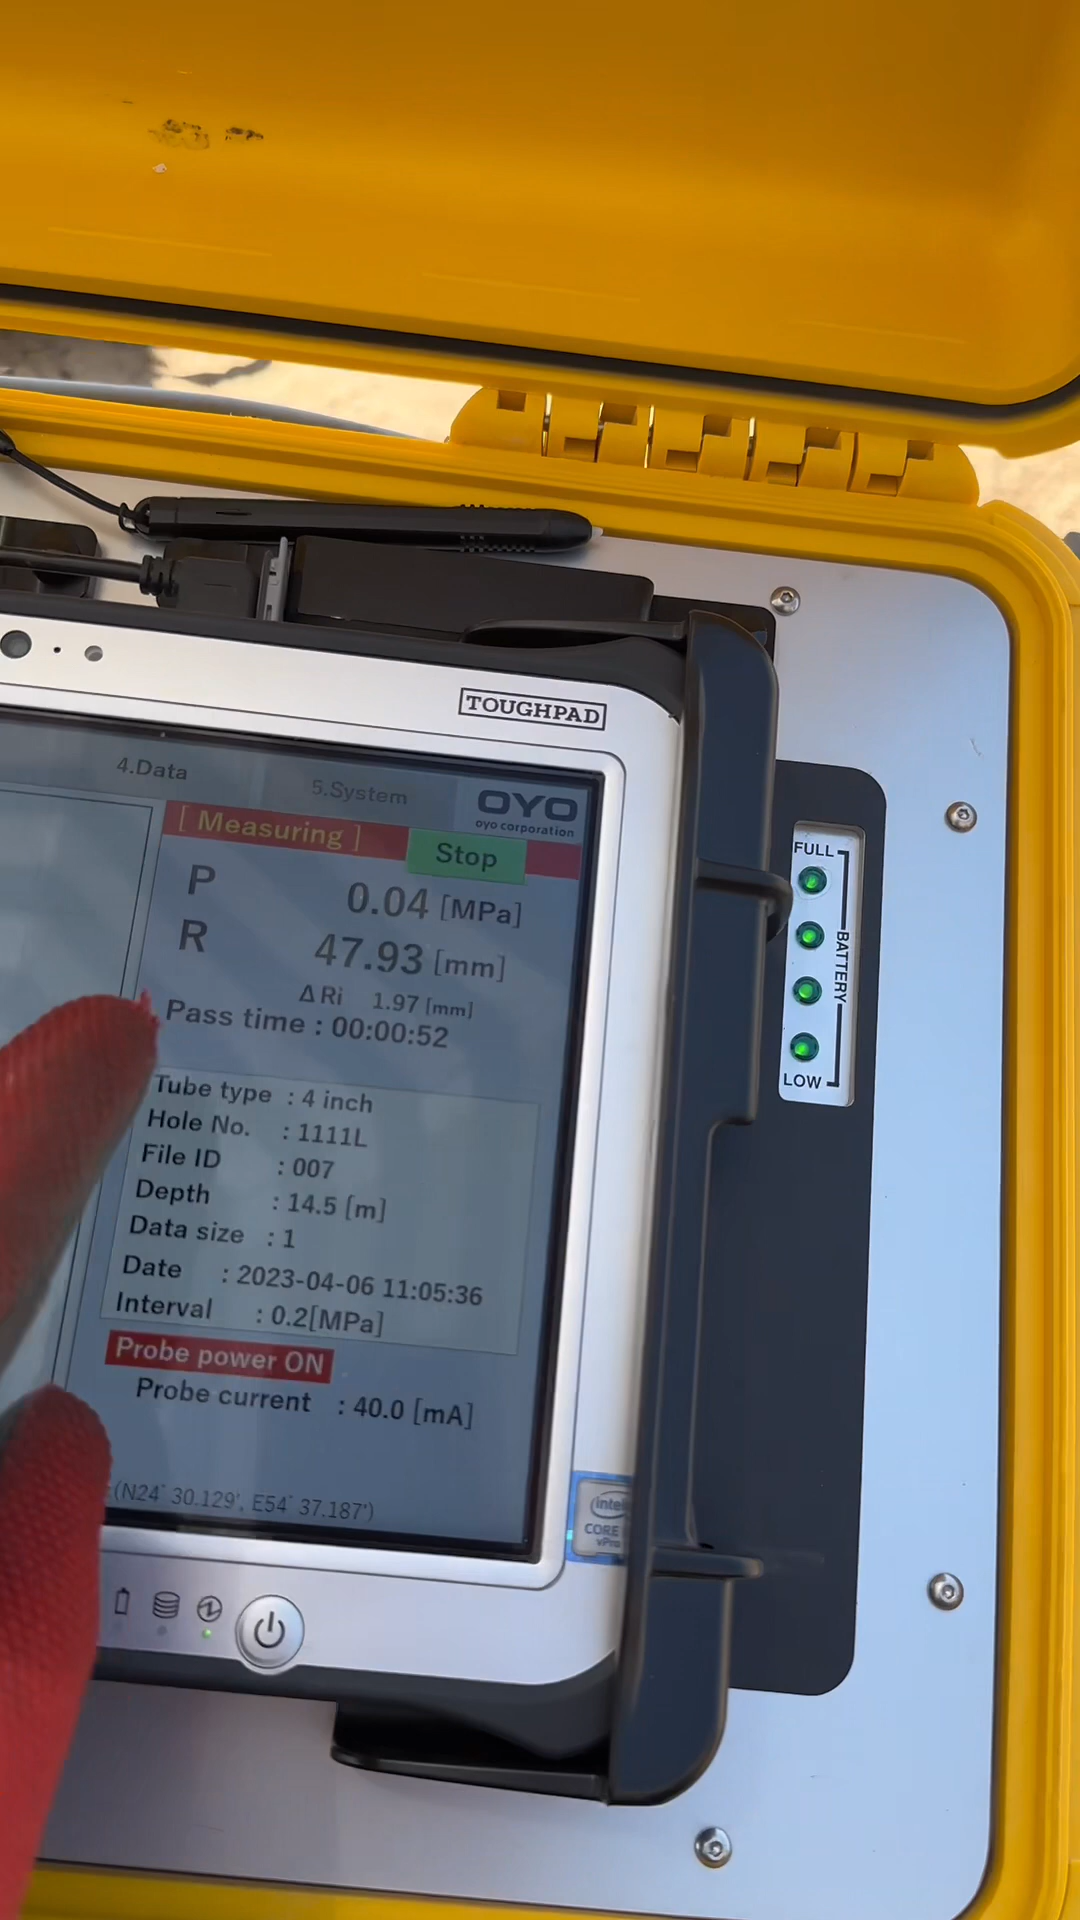 TOUGHPAD
4.Data
5.System
OYO
oyo corporation
[ Measuring ]
Stop
P 0.04 [MPa]
R 47.93 [mm]
ΔRi 1.97 [mm]
Pass time : 00:00:52
Tube type : 4 inch
Hole No. : 1111L
File ID : 007
Depth : 14.5 [m]
Data size : 1
Date : 2023-04-06 11:05:36
Interval : 0.2[MPa]
Probe power ON
Probe current : 40.0 [mA]
(N24° 30.129', E54° 37.187')
FULL
BATTERY
LOW
intel
CORE
vPro